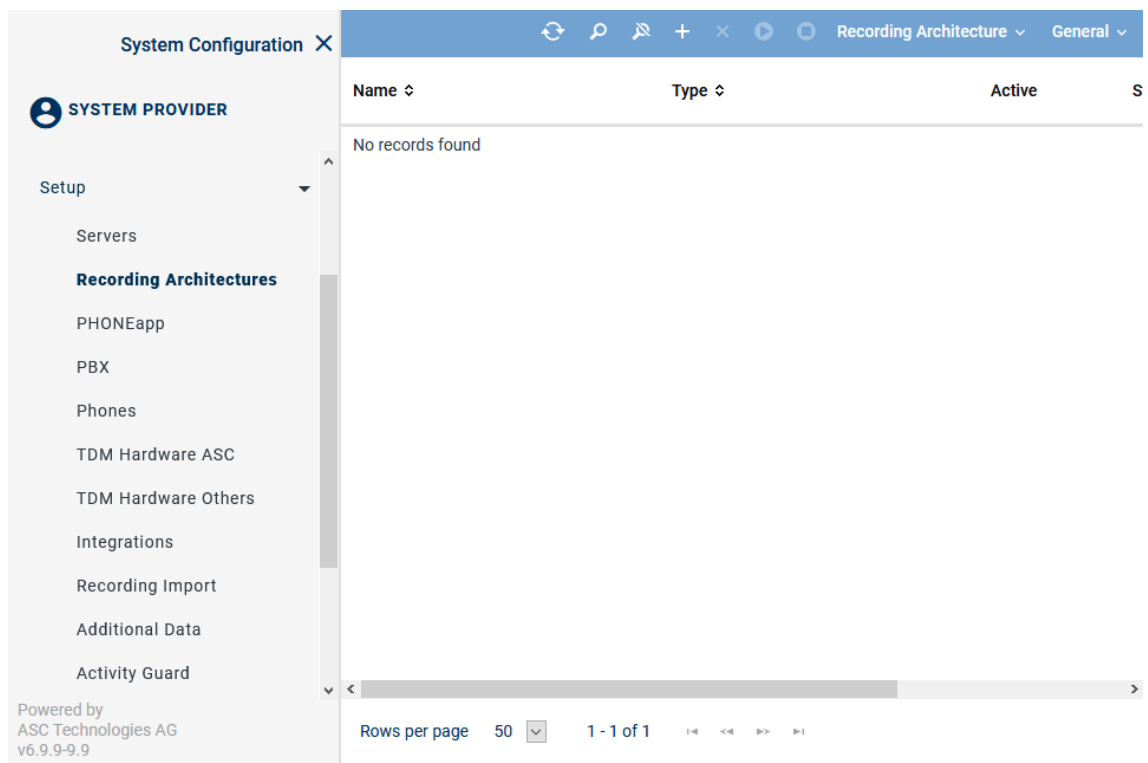 System Configuration
Recording Architecture
General
SYSTEM PROVIDER
Name
Type
Active
S
No records found
Setup
Servers
Recording Architectures
PHONEapp
PBX
Phones
TDM Hardware ASC
TDM Hardware Others
Integrations
Recording Import
Additional Data
Activity Guard
Powered by
ASC Technologies AG
v6.9.9-9.9
Rows per page 50 1 - 1 of 1